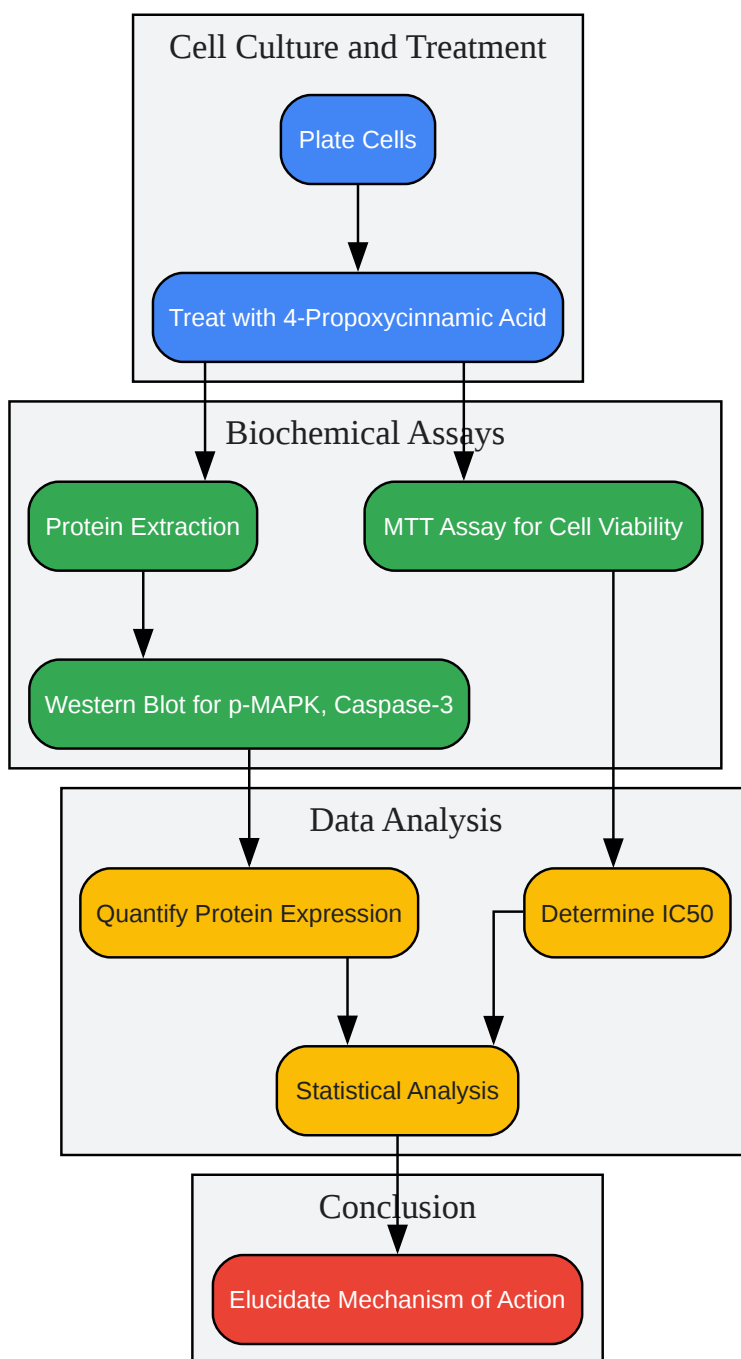 Cell Culture and Treatment
Plate Cells
Treat with 4-Propoxycinnamic Acid
Biochemical Assays
Protein Extraction
MTT Assay for Cell Viability
Western Blot for p-MAPK, Caspase-3
Data Analysis
Quantify Protein Expression
Determine IC50
Statistical Analysis
Conclusion
Elucidate Mechanism of Action